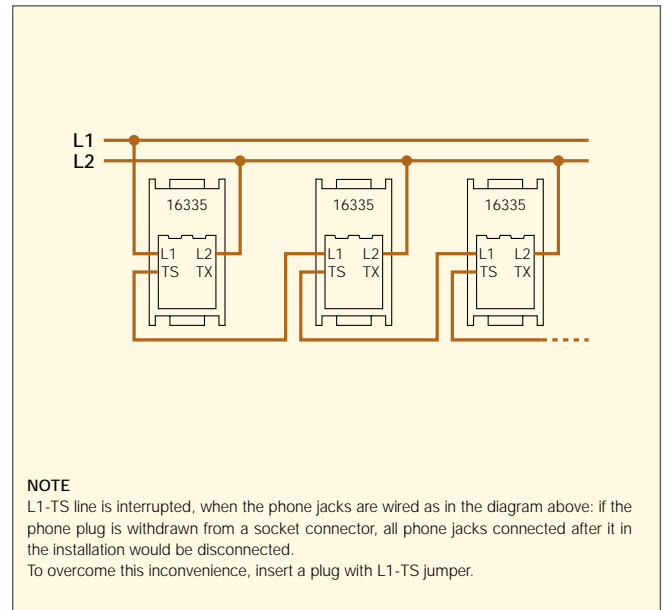 L1
L2
16335 16335 16335
L1 L2 L1 L2 L1 L2
TS TX TS TX TS TX
NOTE
L1-TS line is interrupted, when the phone jacks are wired as in the diagram above: if the
phone plug is withdrawn from a socket connector, all phone jacks connected after it in
the installation would be disconnected.
To overcome this inconvenience, insert a plug with L1-TS jumper.